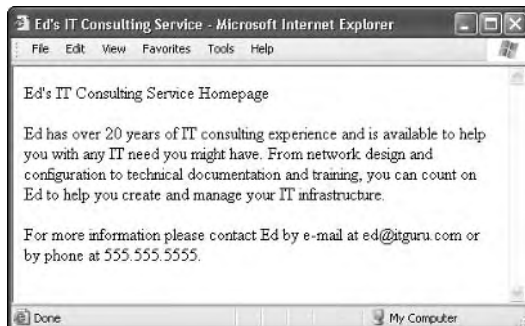 Ed's IT Consulting Service - Microsoft Internet Explorer
File Edit View Favorites Tools Help
Ed's IT Consulting Service Homepage
Ed has over 20 years of IT consulting experience and is available to help
you with any IT need you might have. From network design and
configuration to technical documentation and training, you can count on
Ed to help you create and manage your IT infrastructure.
For more information please contact Ed by e-mail at ed@itguru.com or
by phone at 555.555.5555.
Done My Computer